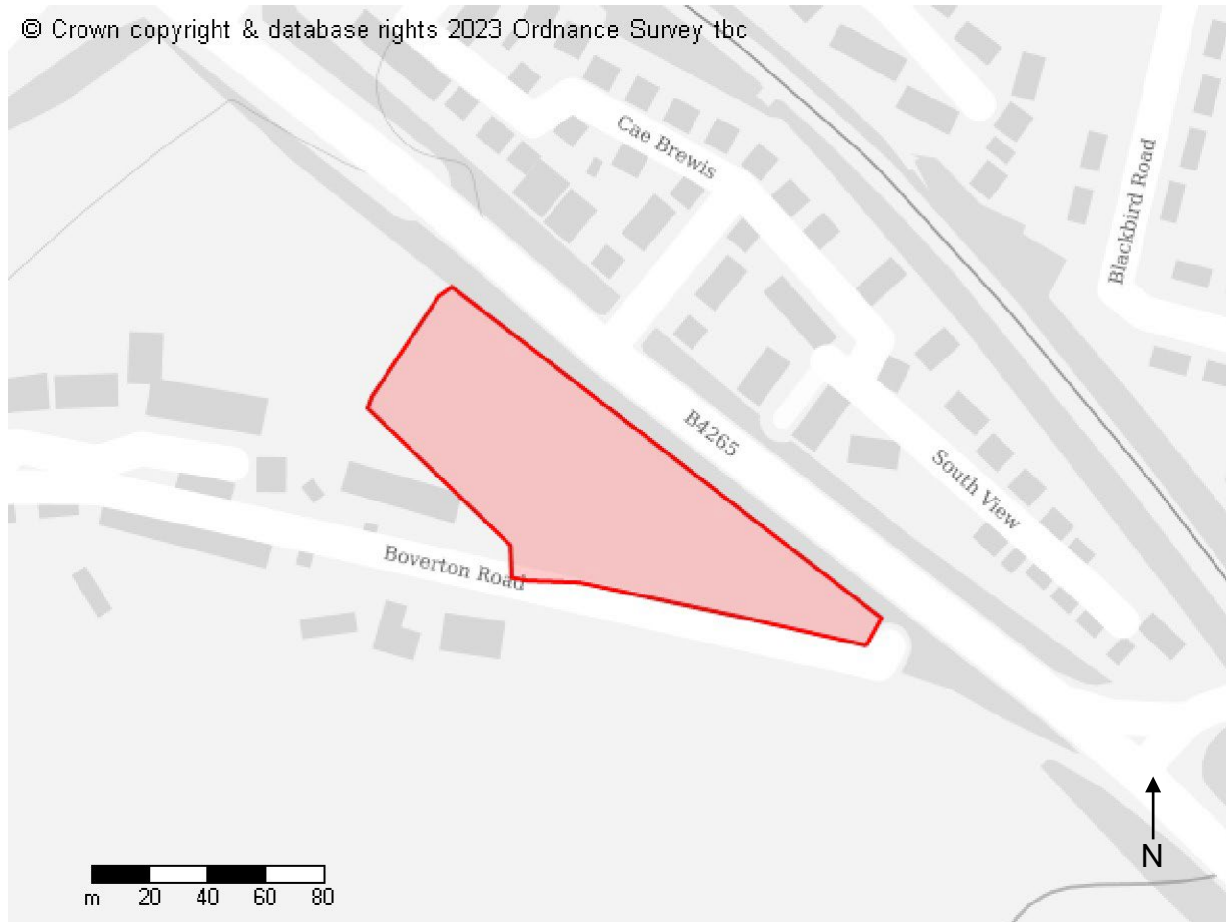 © Crown copyright & database rights 2023 Ordnance Survey tbc
Cae Brewis
Blackbird Road
B4265
South View
Boverton Road
N
m 20 40 60 80